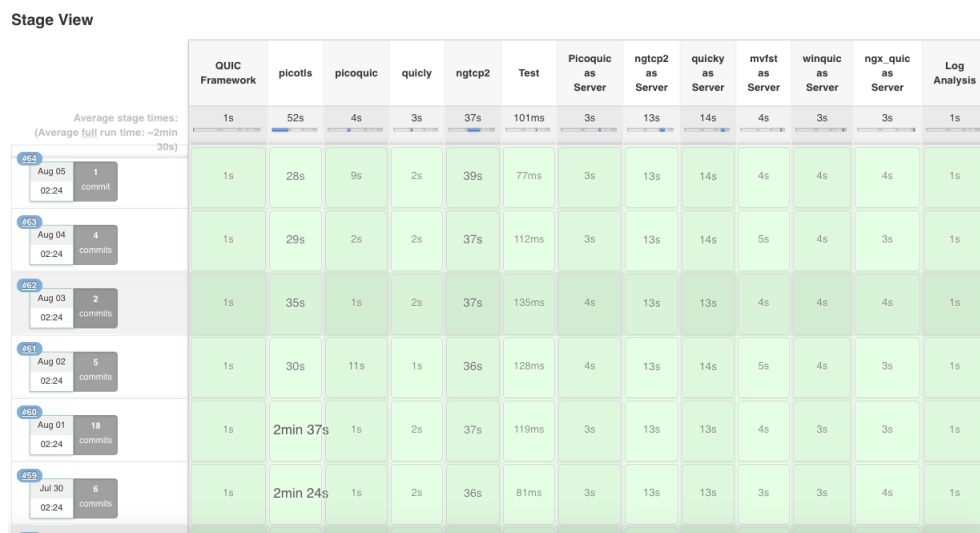 Stage View
QUIC
Framework
picotls
picoquic
quicly
ngtcp2
Test
Picoquic
as
Server
ngtcp2
as
Server
quicky
as
Server
mvfst
as
Server
winquic
as
Server
ngx_quic
as
Server
Log
Analysis
Average stage times:
(Average full run time: ~2min
30s)
1s 52s 4s 3s 37s 101ms 3s 13s 14s 4s 3s 3s 1s
#64
Aug 05
02:24
1
commit
1s 28s 9s 2s 39s 77ms 3s 13s 14s 4s 4s 4s 1s
#63
Aug 04
02:24
4
commits
1s 29s 2s 2s 37s 112ms 3s 13s 14s 5s 4s 3s 1s
#62
Aug 03
02:24
2
commits
1s 35s 1s 2s 37s 135ms 4s 13s 13s 4s 4s 4s 1s
#61
Aug 02
02:24
5
commits
1s 30s 11s 1s 36s 128ms 4s 13s 14s 5s 4s 3s 1s
#60
Aug 01
02:24
18
commits
1s 2min 37s 1s 2s 37s 119ms 3s 13s 13s 4s 3s 3s 1s
#59
Jul 30
02:24
6
commits
1s 2min 24s 1s 2s 36s 81ms 3s 13s 13s 3s 3s 4s 1s